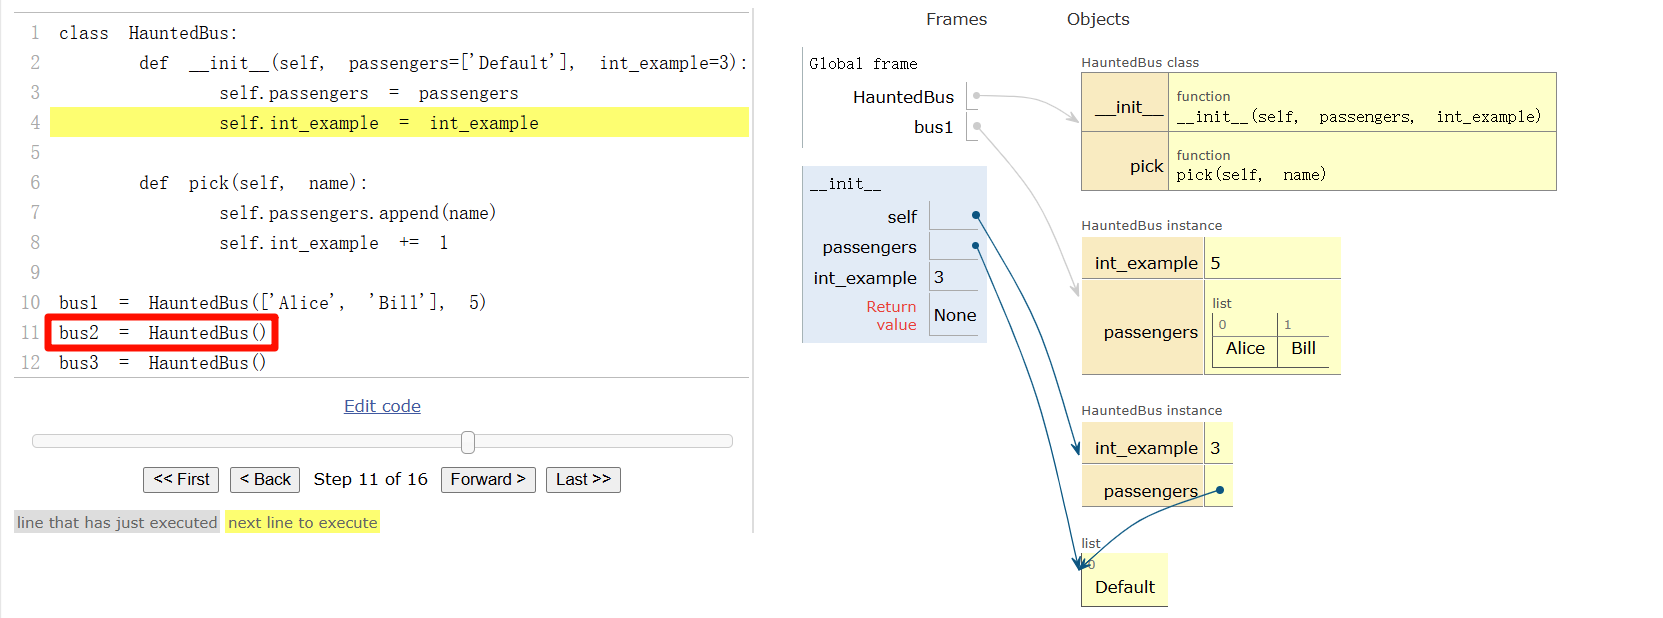 1 class HauntedBus:
2 def __init__(self, passengers=['Default'], int_example=3):
3 self.passengers = passengers
4 self.int_example = int_example
5
6 def pick(self, name):
7 self.passengers.append(name)
8 self.int_example += 1
9
10 bus1 = HauntedBus(['Alice', 'Bill'], 5)
11 bus2 = HauntedBus()
12 bus3 = HauntedBus()
Edit code
<< First < Back Step 11 of 16 Forward > Last >>
line that has just executed next line to execute
Frames Objects
Global frame
HauntedBus
bus1
__init__
self
passengers
int_example 3
Return
value None
HauntedBus class
__init__ function
__init__(self, passengers, int_example)
pick function
pick(self, name)
HauntedBus instance
int_example 5
passengers list
0 1
Alice Bill
HauntedBus instance
int_example 3
passengers
list
0
Default